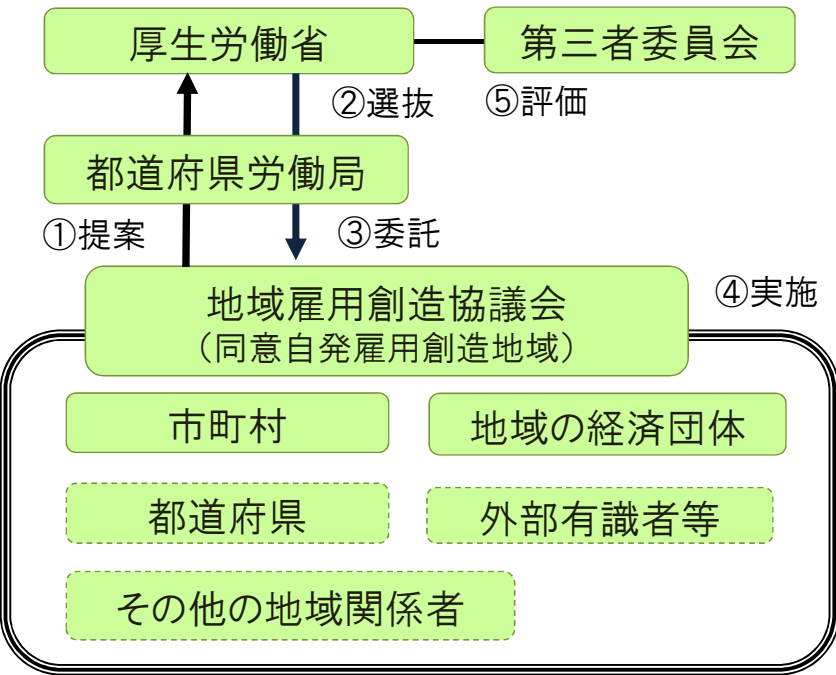 厚生労働省
第三者委員会
②選抜
⑤評価
都道府県労働局
①提案
③委託
地域雇用創造協議会
（同意自発雇用創造地域）
④実施
市町村
地域の経済団体
都道府県
外部有識者等
その他の地域関係者